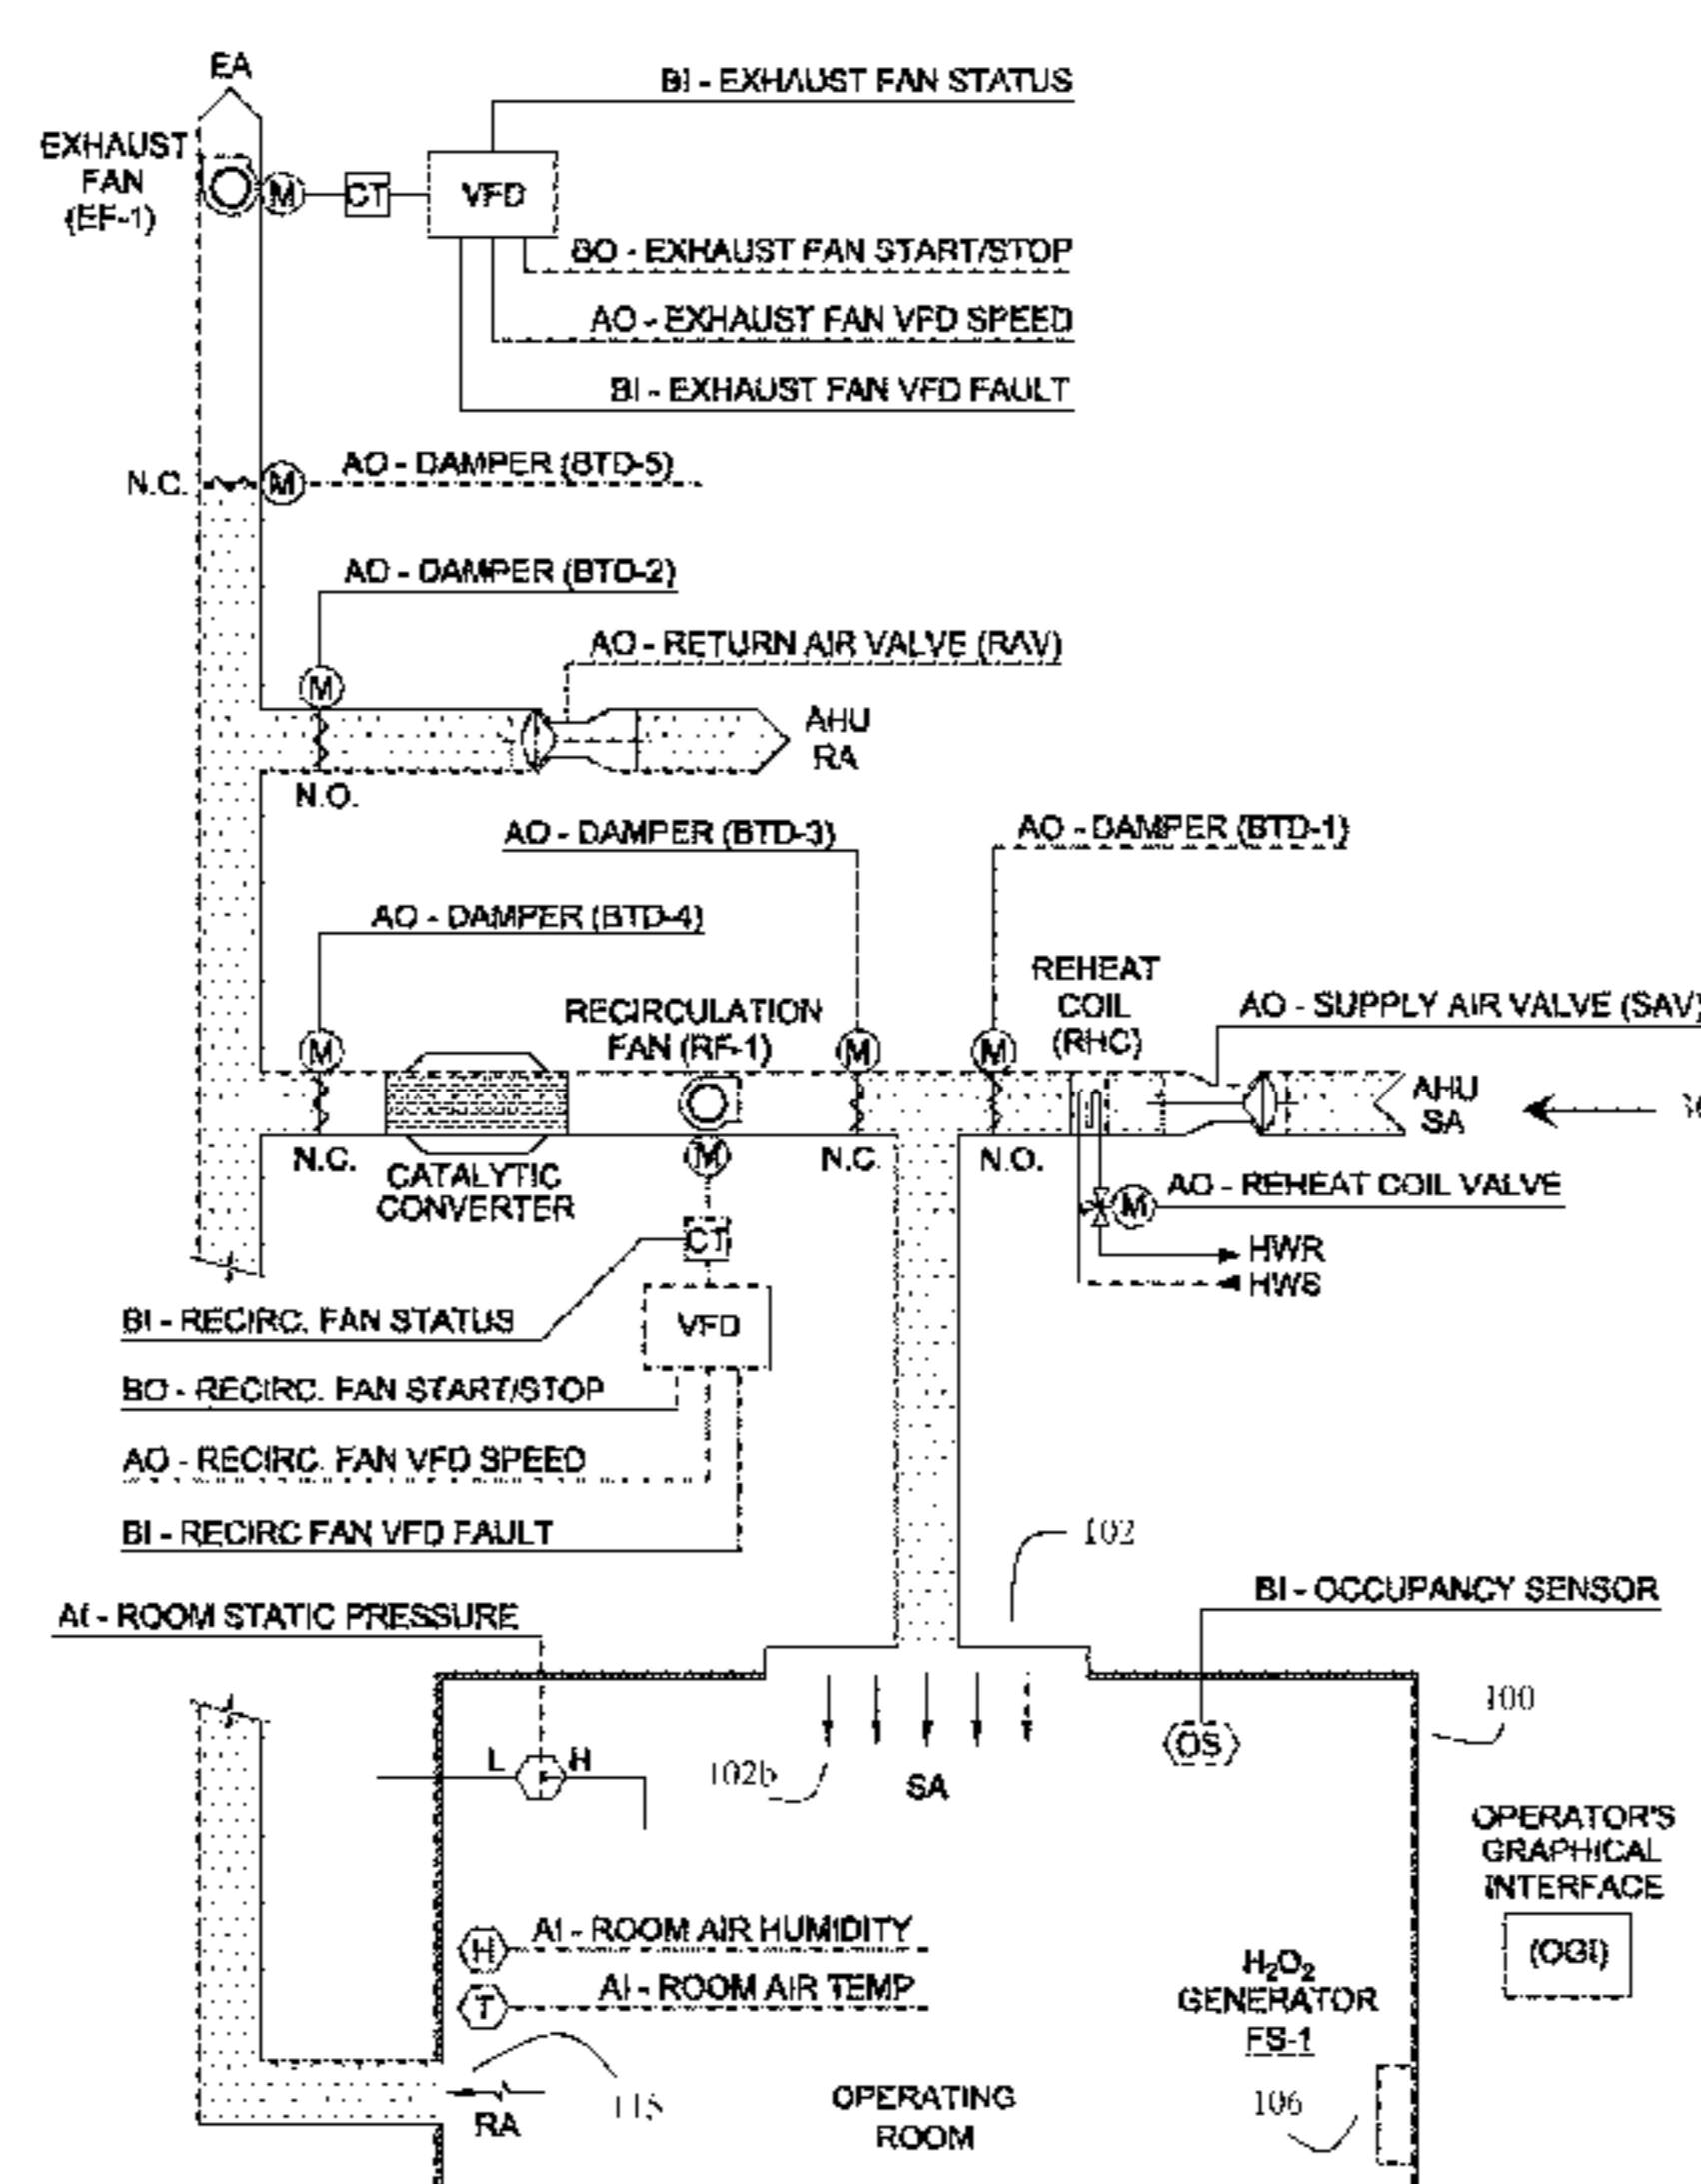 EA
BI - EXHAUST FAN STATUS
EXHAUST
FAN
(EF-1)
M
CT
VFD
BO - EXHAUST FAN START/STOP
AO - EXHAUST FAN VFD SPEED
BI - EXHAUST FAN VFD FAULT
N.C.
M
AO - DAMPER (BTD-5)
AO - DAMPER (BTD-2)
AO - RETURN AIR VALVE (RAV)
M
AHU
RA
N.O.
AO - DAMPER (BTD-3)
AO - DAMPER (BTD-1)
AO - DAMPER (BTD-4)
REHEAT
COIL
(RHC)
RECIRCULATION
FAN (RF-1)
AO - SUPPLY AIR VALVE (SAV)
M
M
M
AHU
SA
N.C.
CATALYTIC
CONVERTER
M
N.C.
N.O.
AO - REHEAT COIL VALVE
M
CT
HWR
HWS
BI - RECIRC. FAN STATUS
VFD
BO - RECIRC. FAN START/STOP
AO - RECIRC. FAN VFD SPEED
BI - RECIRC FAN VFD FAULT
102
BI - OCCUPANCY SENSOR
AI - ROOM STATIC PRESSURE
100
L
H
102b
SA
OS
OPERATOR'S
GRAPHICAL
INTERFACE
(OGI)
H
AI - ROOM AIR HUMIDITY
T
AI - ROOM AIR TEMP
H₂O₂
GENERATOR
FS-1
115
RA
OPERATING
ROOM
106